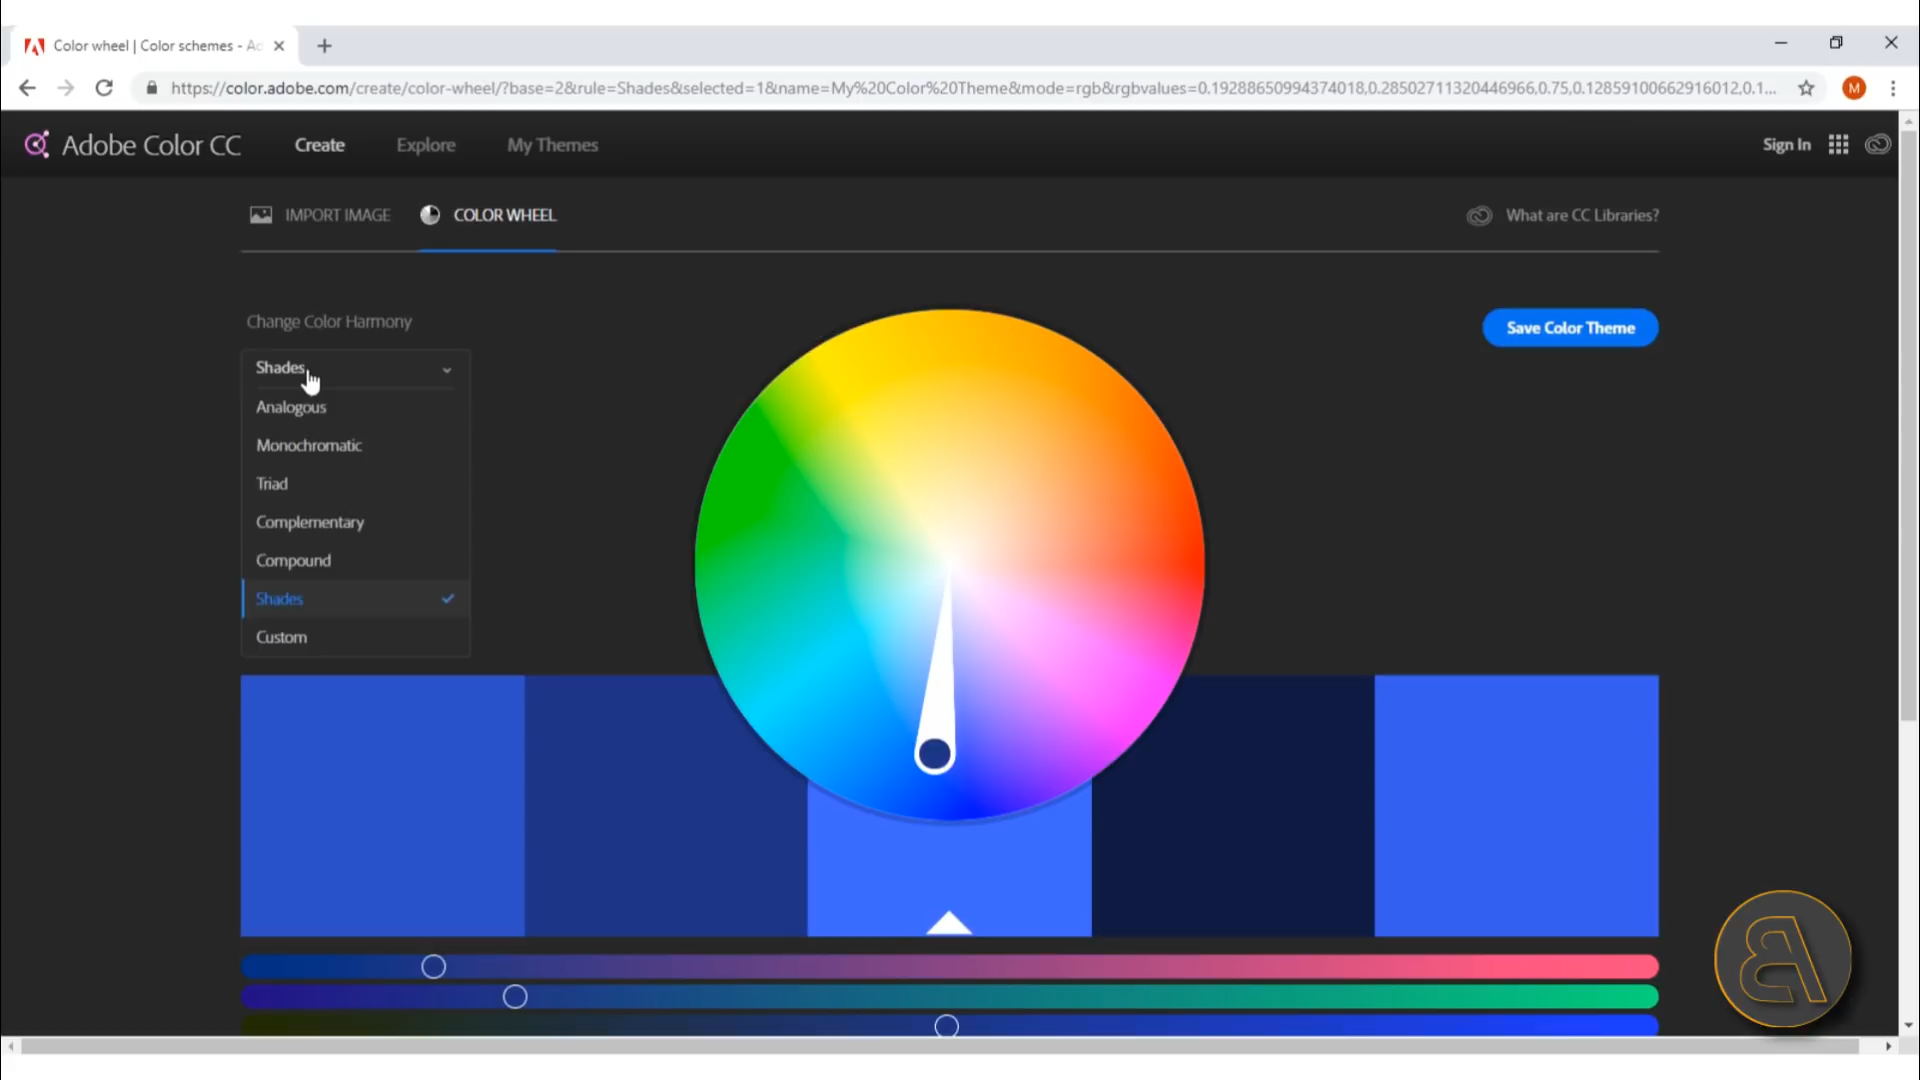 Color wheel | Color schemes - Ad
https://color.adobe.com/create/color-wheel/?base=2&rule=Shades&selected=1&name=My%20Color%20Theme&mode=rgb&rgbvalues=0.19288650994374018,0.28502711320446966,0.75,0.12859100662916012,0.1...
M
Adobe Color CC
Create
Explore
My Themes
Sign In
IMPORT IMAGE
COLOR WHEEL
What are CC Libraries?
Change Color Harmony
Save Color Theme
Shades
Analogous
Monochromatic
Triad
Complementary
Compound
Shades
Custom